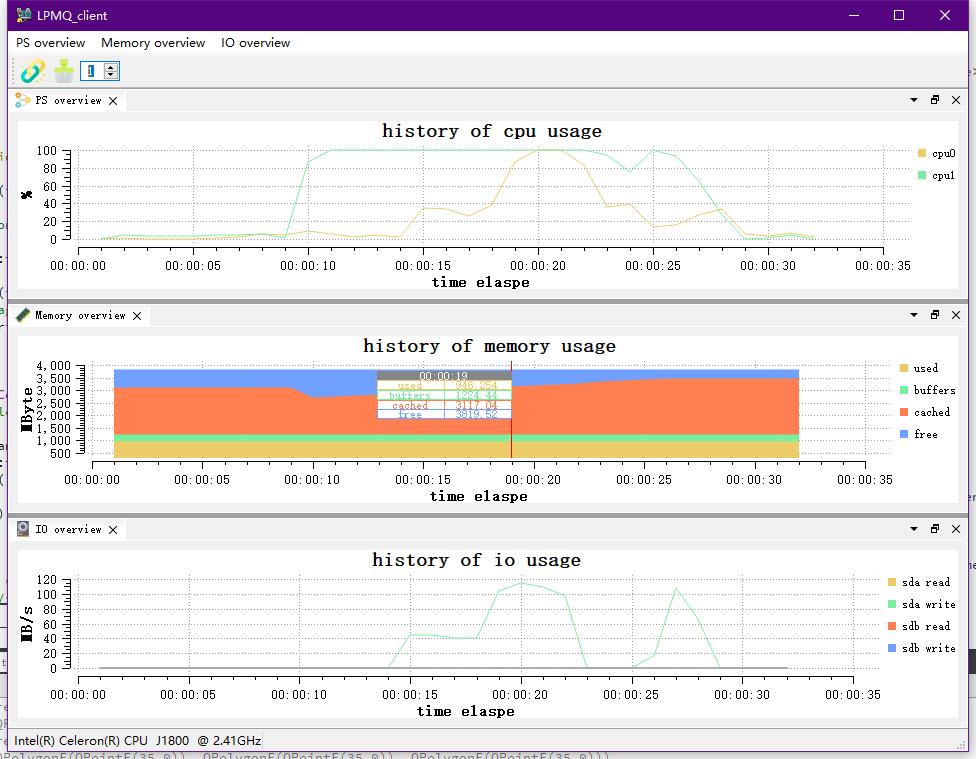 LPMQ_client
PS overview Memory overview IO overview
1
PS overview
history of cpu usage
100
80
60
40
20
0
%
cpu0
cpu1
00:00:00 00:00:05 00:00:10 00:00:15 00:00:20 00:00:25 00:00:30 00:00:35
time elaspe
Memory overview
history of memory usage
4,000
3,500
3,000
2,500
2,000
1,500
1,000
500
MByte
00:00:19
used 946.254
buffers 1224.44
cached 3117.04
free 3819.52
used
buffers
cached
free
00:00:00 00:00:05 00:00:10 00:00:15 00:00:20 00:00:25 00:00:30 00:00:35
time elaspe
IO overview
history of io usage
120
100
80
60
40
20
0
MB/s
sda read
sda write
sdb read
sdb write
00:00:00 00:00:05 00:00:10 00:00:15 00:00:20 00:00:25 00:00:30 00:00:35
time elaspe
Intel(R) Celeron(R) CPU J1800 @ 2.41GHz